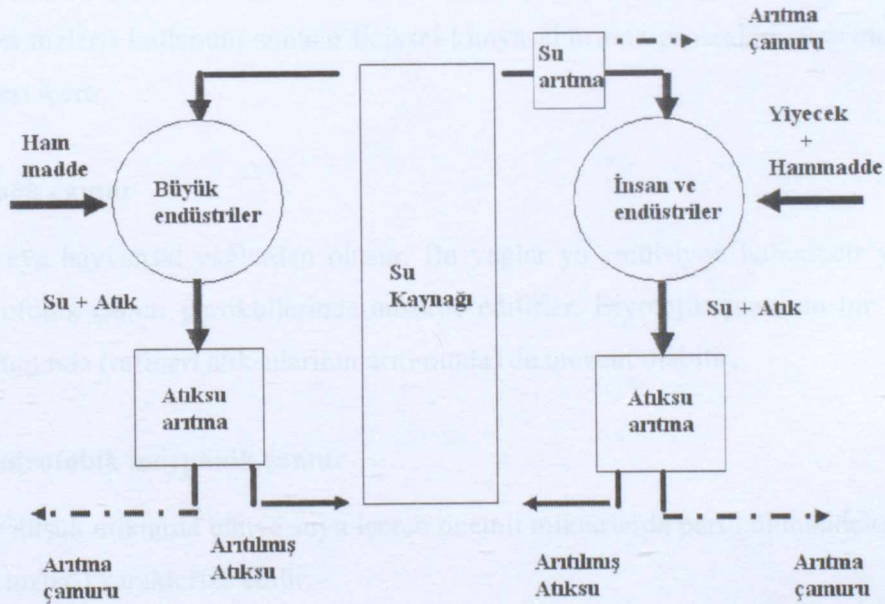 Arıtma
çamuru
Su
arıtma
Ham
madde
Büyük
endüstriler
Yiyecek
+
Hammadde
İnsan ve
endüstriler
Su
Kaynağı
Su + Atık
Su + Atık
Atıksu
arıtma
Atıksu
arıtma
Arıtma
çamuru
Arıtılmış
Atıksu
Arıtılmış
Atıksu
Arıtma
çamuru